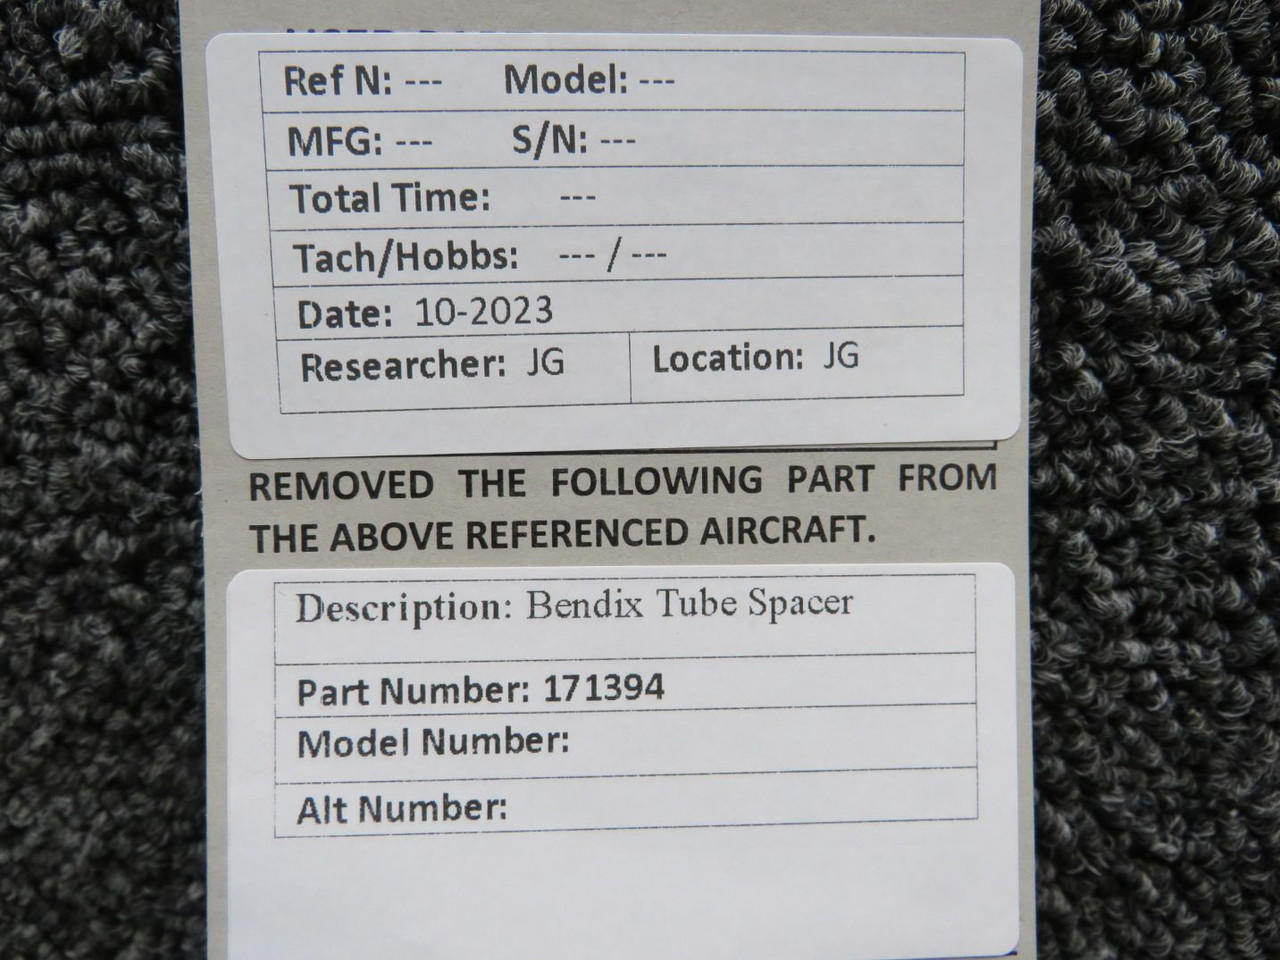 Ref N: --- Model: ---
MFG: --- S/N: ---
Total Time: ---
Tach/Hobbs: --- / ---
Date: 10-2023
Researcher: JG Location: JG
REMOVED THE FOLLOWING PART FROM
THE ABOVE REFERENCED AIRCRAFT.
Description: Bendix Tube Spacer
Part Number: 171394
Model Number:
Alt Number: